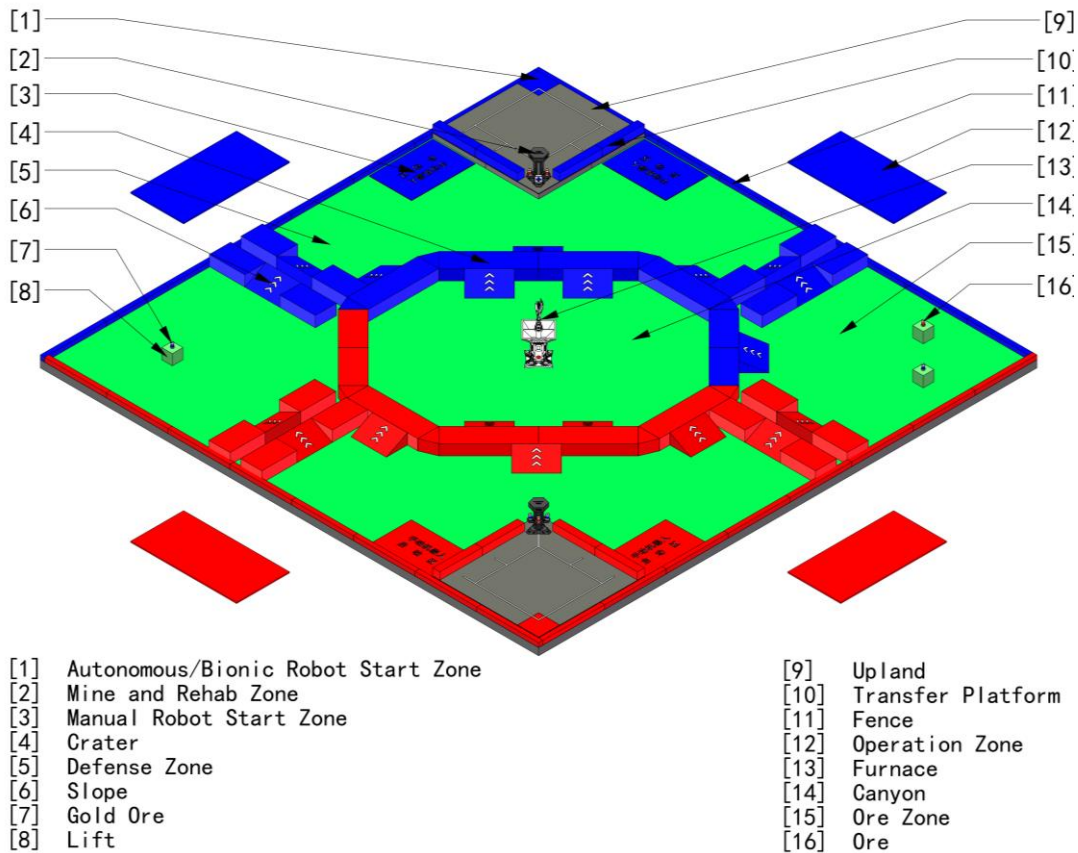 [1]
[2]
[3]
[4]
[5]
[6]
[7]
[8]
[9]
[10]
[11]
[12]
[13]
[14]
[15]
[16]
[1] Autonomous/Bionic Robot Start Zone
[2] Mine and Rehab Zone
[3] Manual Robot Start Zone
[4] Crater
[5] Defense Zone
[6] Slope
[7] Gold Ore
[8] Lift
[9] Upland
[10] Transfer Platform
[11] Fence
[12] Operation Zone
[13] Furnace
[14] Canyon
[15] Ore Zone
[16] Ore